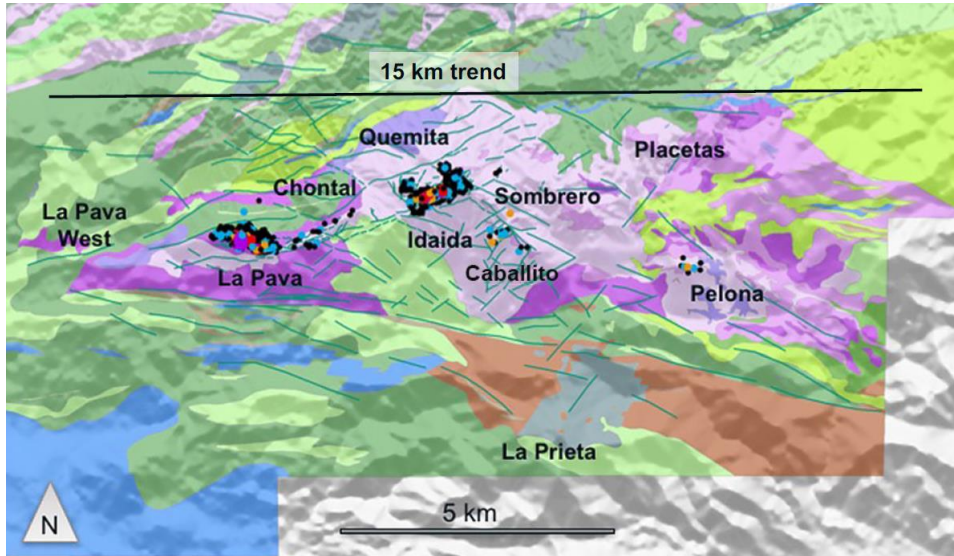 15 km trend
Quemita
Placetas
Chontal
Sombrero
La Pava
West
Idaida
La Pava
Caballito
Pelona
La Prieta
N
5 km